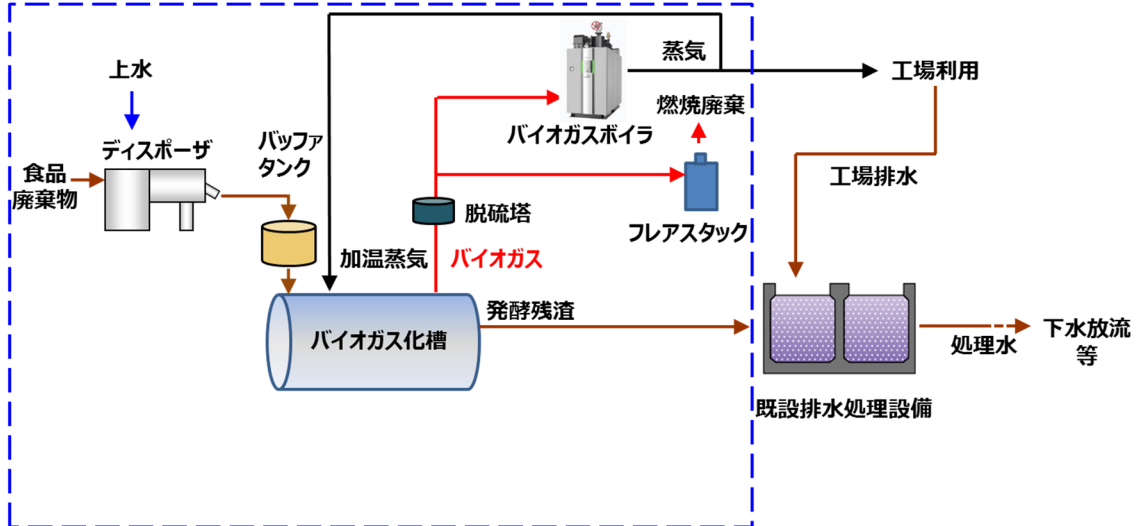 上水
ディスポーザ
食品
廃棄物
バッファ
タンク
加温蒸気
脱硫塔
バイオガス
バイオガス化槽
発酵残渣
蒸気
バイオガスボイラ
燃焼廃棄
フレアスタック
工場利用
工場排水
既設排水処理設備
処理水
下水放流
等